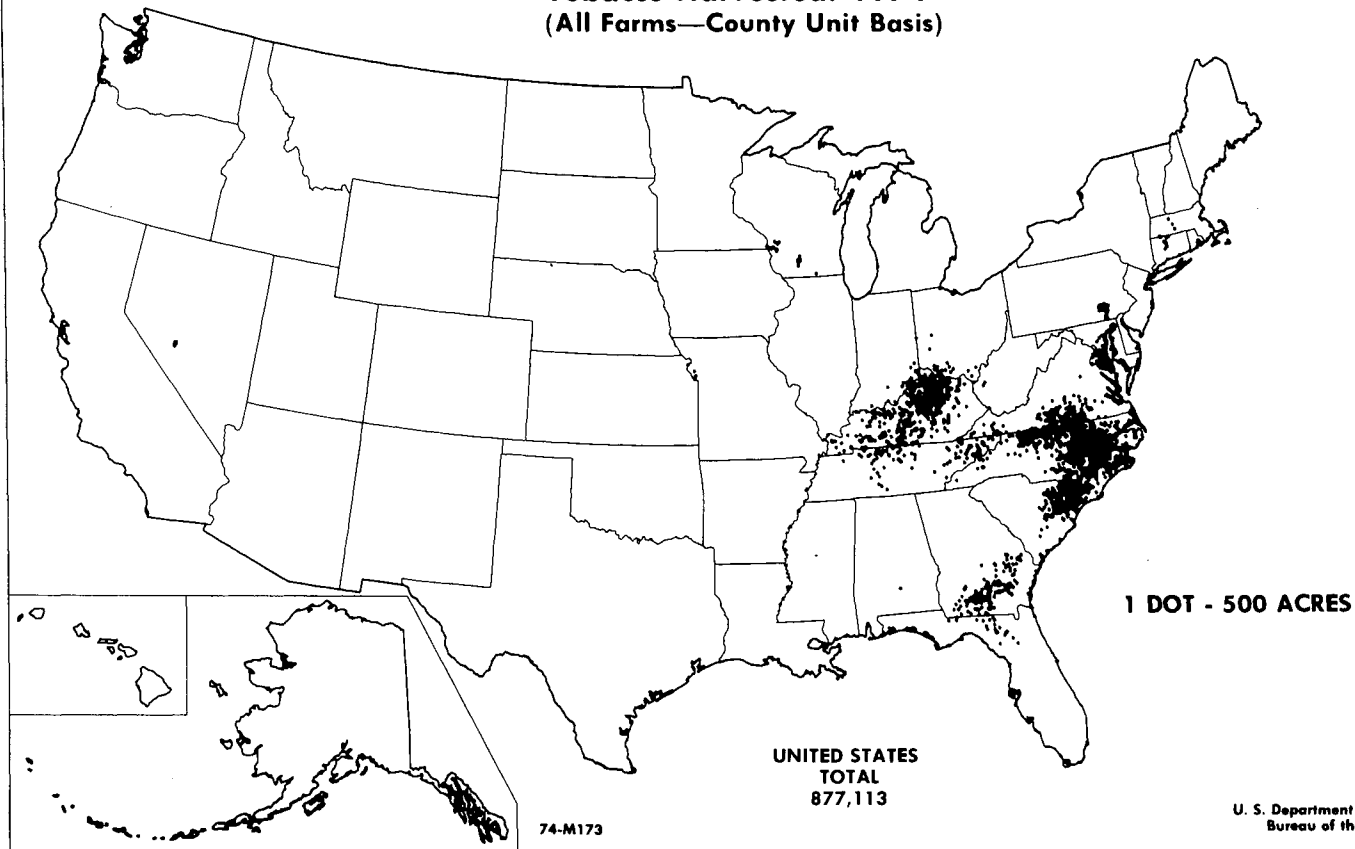 (All Farms—County Unit Basis)
1 DOT - 500 ACRES
UNITED STATES
TOTAL
877,113
74-M173
U. S. Department
Bureau of th